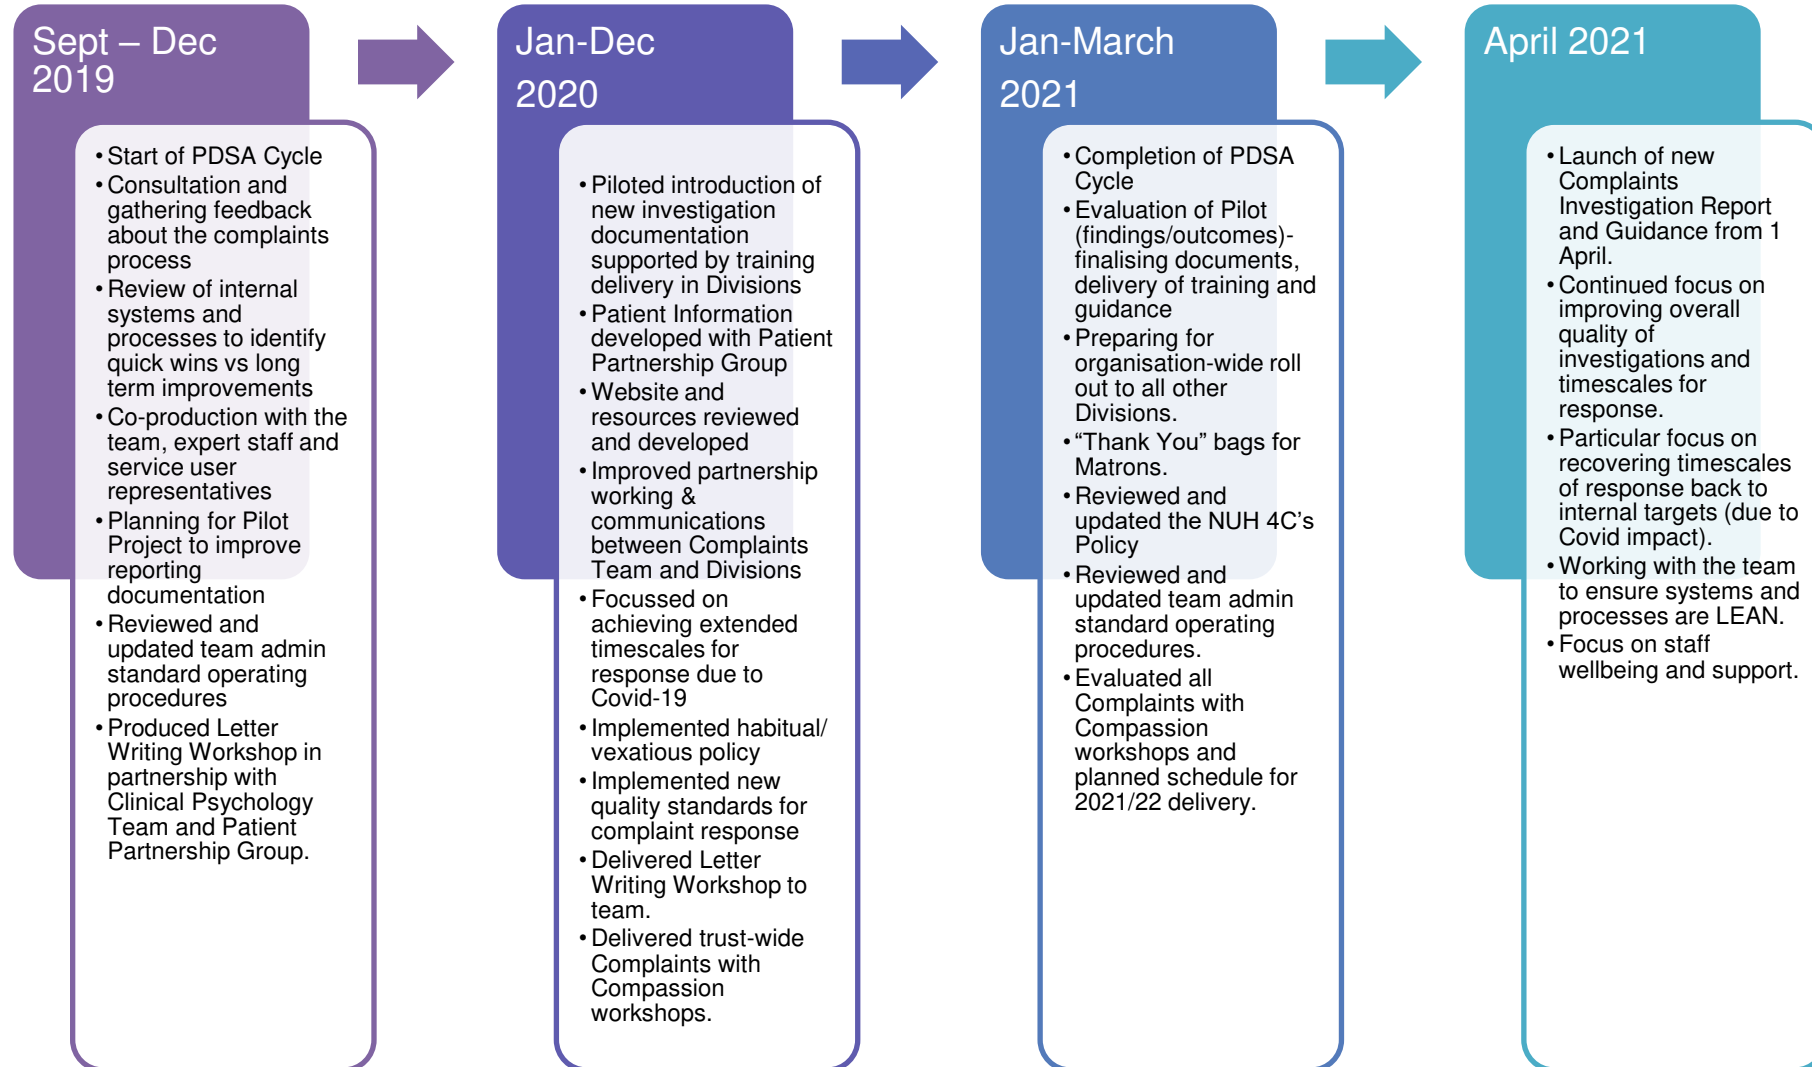 Sept – Dec
2019
• Start of PDSA Cycle
• Consultation and
gathering feedback
about the complaints
process
• Review of internal
systems and
processes to identify
quick wins vs long
term improvements
• Co-production with the
team, expert staff and
service user
representatives
• Planning for Pilot
Project to improve
reporting
documentation
• Reviewed and
updated team admin
standard operating
procedures
• Produced Letter
Writing Workshop in
partnership with
Clinical Psychology
Team and Patient
Partnership Group.
Jan-Dec
2020
• Piloted introduction of
new investigation
documentation
supported by training
delivery in Divisions
• Patient Information
developed with Patient
Partnership Group
• Website and
resources reviewed
and developed
• Improved partnership
working &
communications
between Complaints
Team and Divisions
• Focussed on
achieving extended
timescales for
response due to
Covid-19
• Implemented habitual/
vexatious policy
• Implemented new
quality standards for
complaint response
• Delivered Letter
Writing Workshop to
team.
• Delivered trust-wide
Complaints with
Compassion
workshops.
Jan-March
2021
• Completion of PDSA
Cycle
• Evaluation of Pilot
(findings/outcomes)-
finalising documents,
delivery of training and
guidance
• Preparing for
organisation-wide roll
out to all other
Divisions.
• “Thank You” bags for
Matrons.
• Reviewed and
updated the NUH 4C’s
Policy
• Reviewed and
updated team admin
standard operating
procedures.
• Evaluated all
Complaints with
Compassion
workshops and
planned schedule for
2021/22 delivery.
April 2021
• Launch of new
Complaints
Investigation Report
and Guidance from 1
April.
• Continued focus on
improving overall
quality of
investigations and
timescales for
response.
• Particular focus on
recovering timescales
of response back to
internal targets (due to
Covid impact).
• Working with the team
to ensure systems and
processes are LEAN.
• Focus on staff
wellbeing and support.